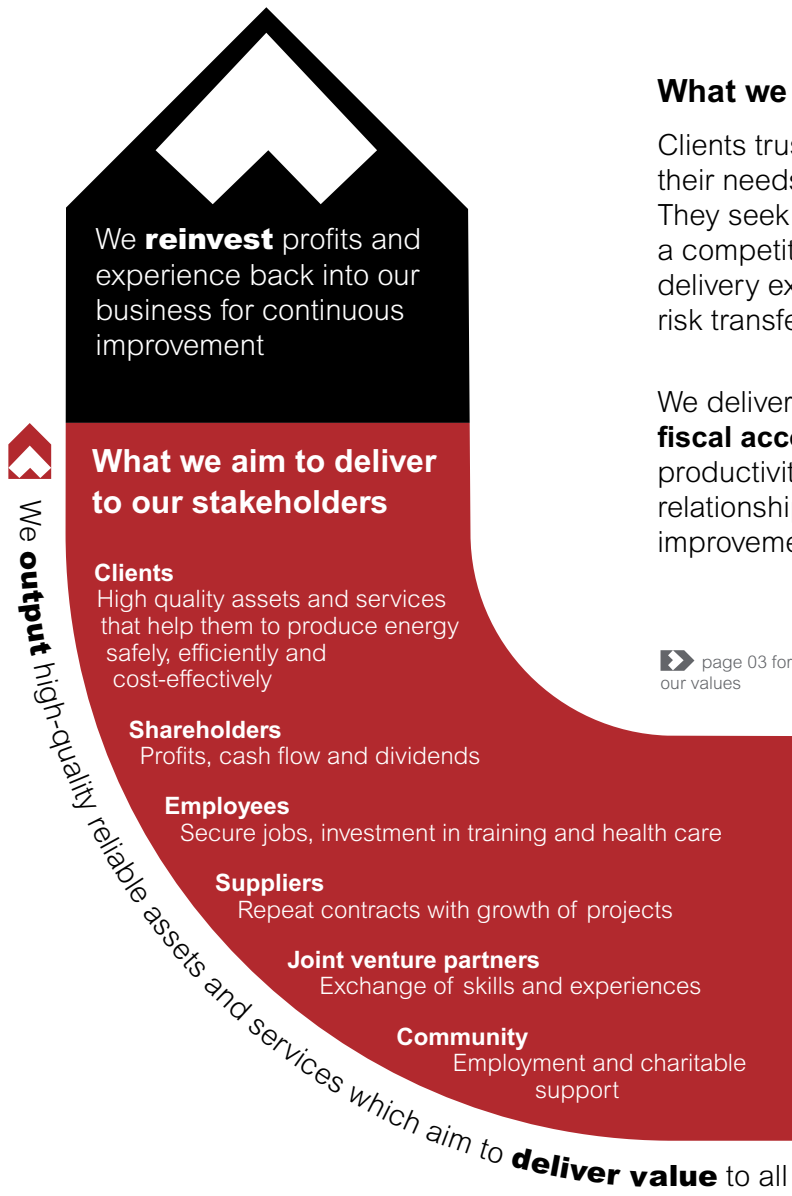 We reinvest profits and
experience back into our
business for continuous
improvement
What we aim to deliver
to our stakeholders
Clients
High quality assets and services
that help them to produce energy
safely, efficiently and
cost-effectively
Shareholders
Profits, cash flow and dividends
Employees
Secure jobs, investment in training and health care
Suppliers
Repeat contracts with growth of projects
Joint venture partners
Exchange of skills and experiences
Community
Employment and charitable
support
We output high-quality reliable assets and services which aim to deliver value to all
What we
Clients trus
their needs
They seek
a competit
delivery ex
risk transfe
We deliver
fiscal acco
productivit
relationshi
improveme
page 03 for
our values